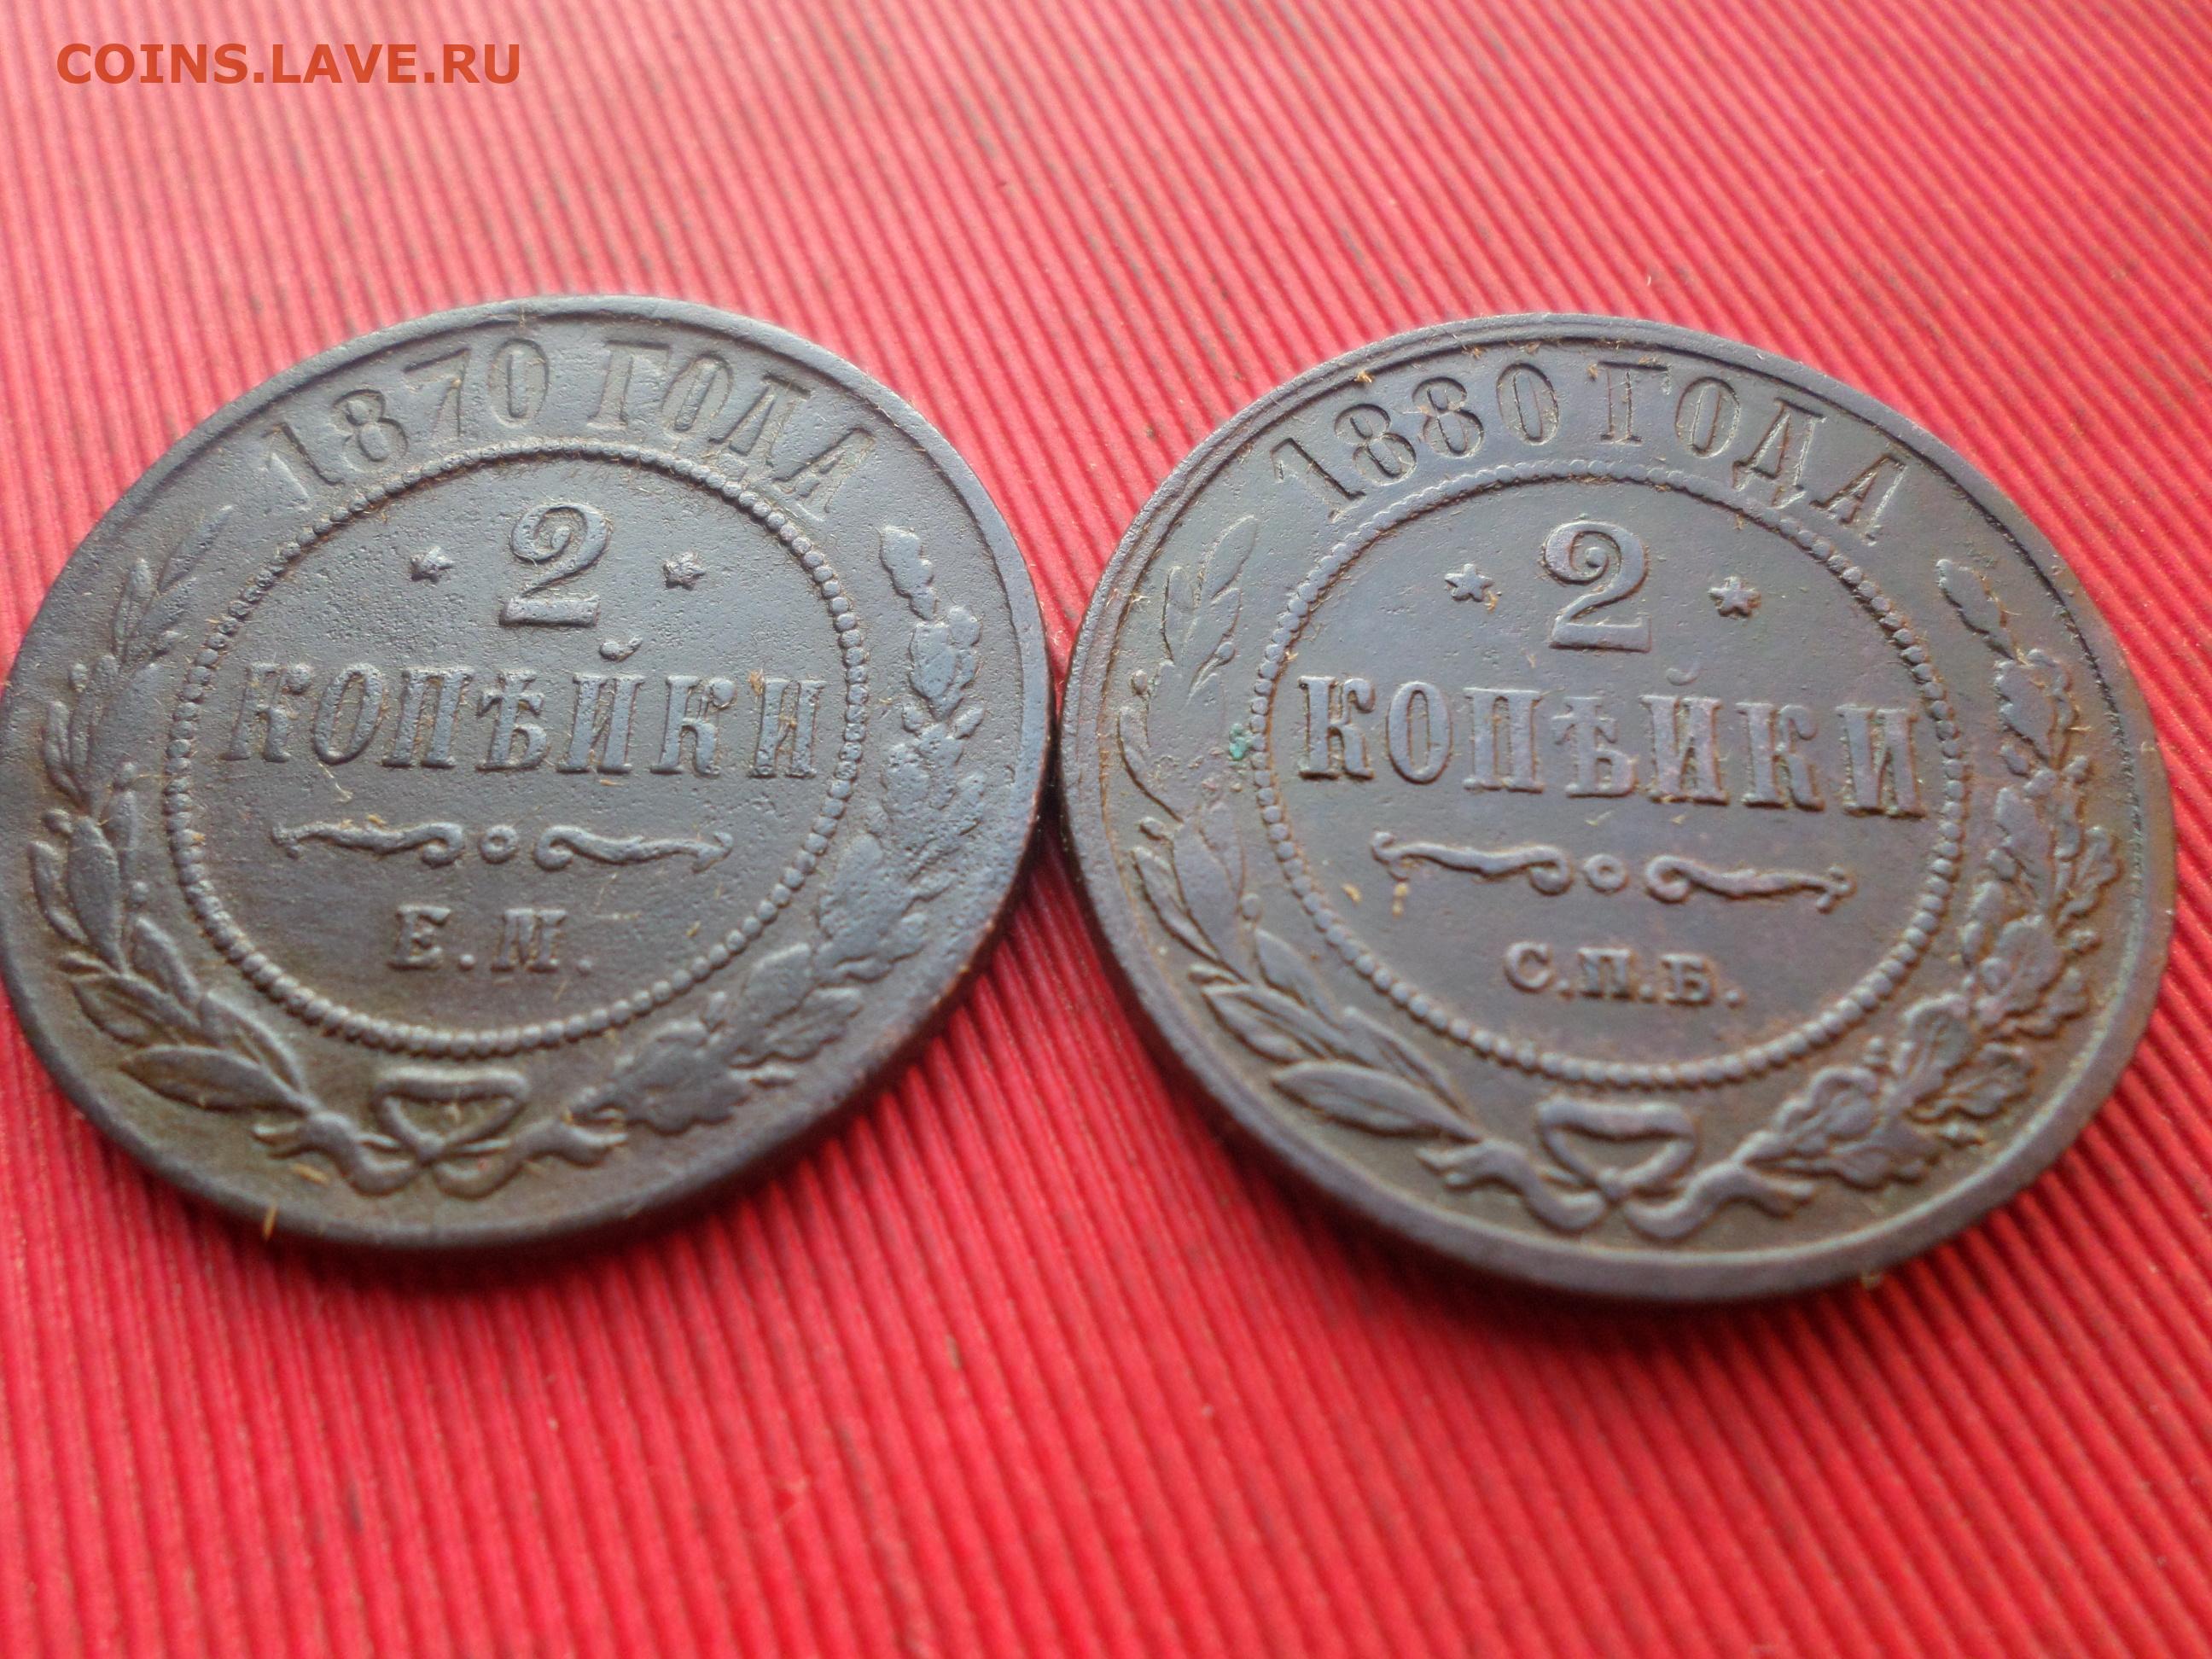 COINS.LAVE.RU
1870 ГОДА
2
КОПѢЙКИ
Е.М.
1880 ГОДА
2
КОПѢЙКИ
С.П.Б.